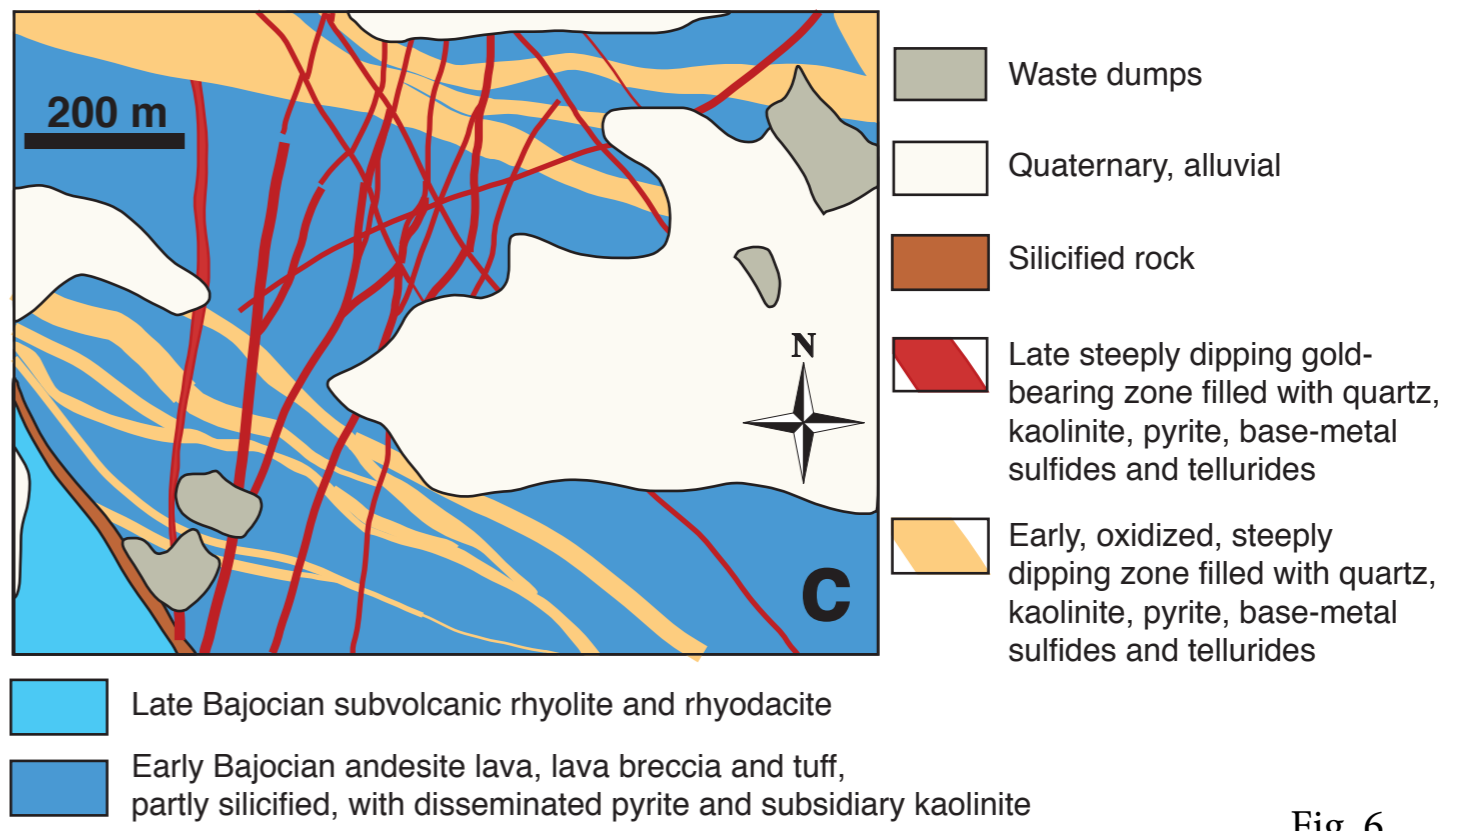 200 m
N
C
Waste dumps
Quaternary, alluvial
Silicified rock
Late steeply dipping gold-
bearing zone filled with quartz,
kaolinite, pyrite, base-metal
sulfides and tellurides
Early, oxidized, steeply
dipping zone filled with quartz,
kaolinite, pyrite, base-metal
sulfides and tellurides
Late Bajocian subvolcanic rhyolite and rhyodacite
Early Bajocian andesite lava, lava breccia and tuff,
partly silicified, with disseminated pyrite and subsidiary kaolinite
Fig. 6